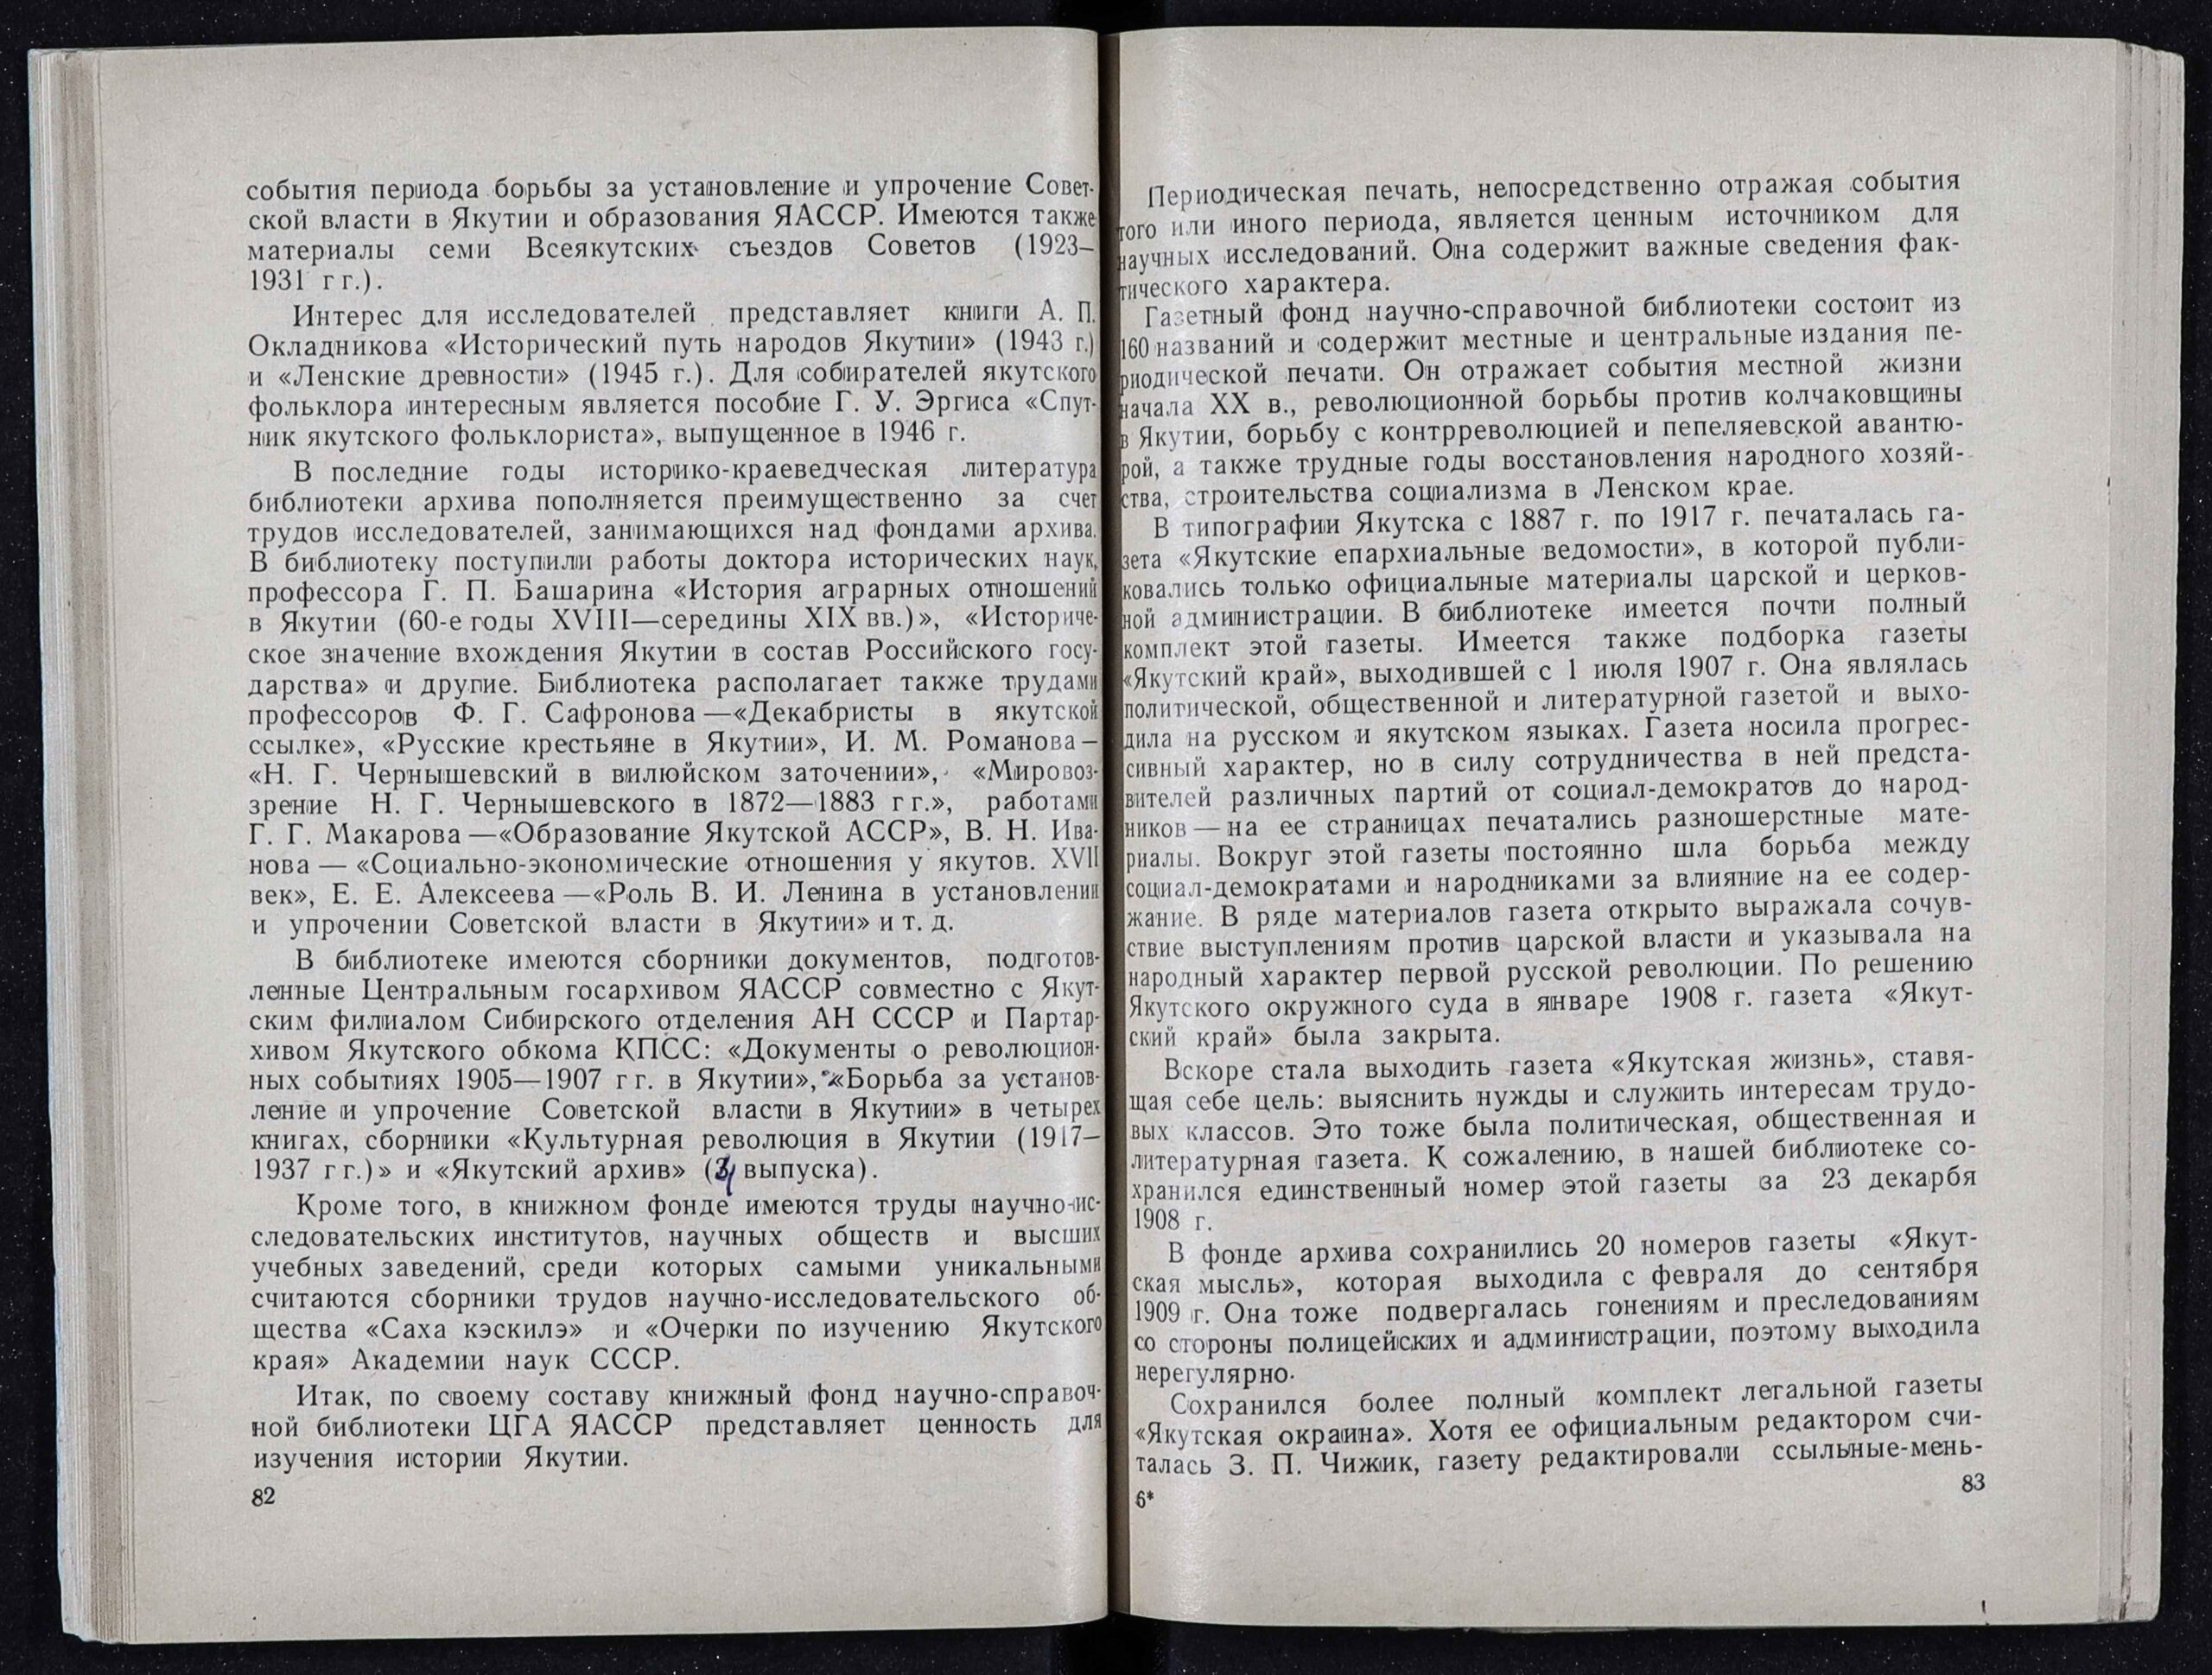 события периода борьбы за установление и упрочение Совет-
ской власти в Якутии и образования ЯАССР. Имеются также
материалы семи Всеякутских съездов Советов (1923—
1931 гг.).
Интерес для исследователей представляет книги А. П.
Окладникова «Исторический путь народов Якутии» (1943 г.)
и «Ленские древности» (1945 г.). Для собирателей якутского
фольклора интересным является пособие Г. У. Эргиса «Спут-
ник якутского фольклориста», выпущенное в 1946 г.
В последние годы историко-краеведческая литература
библиотеки архива пополняется преимущественно за счет
трудов исследователей, занимающихся над фондами архива.
В библиотеку поступили работы доктора исторических наук,
профессора Г. П. Башарина «История аграрных отношений
в Якутии (60-е годы XVIII—середины XIX вв.)», «Историче-
ское значение вхождения Якутии в состав Российского госу-
дарства» и другие. Библиотека располагает также трудами
профессоров Ф. Г. Сафронова —«Декабристы в якутской
ссылке», «Русские крестьяне в Якутии», И. М. Романова—
«Н. Г. Чернышевский в вилюйском заточении», «Мировоз-
зрение Н. Г. Чернышевского в 1872—1883 гг.», работами
Г. Г. Макарова —«Образование Якутской АССР», В. Н. Ива-
нова — «Социально-экономические отношения у якутов. XVII
век», Е. Е. Алексеева —«Роль В. И. Ленина в установлении
и упрочении Советской власти в Якутии» и т. д.
В библиотеке имеются сборники документов, подготов-
ленные Центральным госархивом ЯАССР совместно с Якут-
ским филиалом Сибирского отделения АН СССР и Партар-
хивом Якутского обкома КПСС: «Документы о революцион-
ных событиях 1905—1907 гг. в Якутии», «Борьба за установ-
ление и упрочение Советской власти в Якутии» в четырех
книгах, сборники «Культурная революция в Якутии (1917—
1937 гг.)» и «Якутский архив» (4 выпуска).
Кроме того, в книжном фонде имеются труды научно-ис-
следовательских институтов, научных обществ и высших
учебных заведений, среди которых самыми уникальными
считаются сборники трудов научно-исследовательского об-
щества «Саха кэскилэ» и «Очерки по изучению Якутского
края» Академии наук СССР.
Итак, по своему составу книжный фонд научно-справоч-
ной библиотеки ЦГА ЯАССР представляет ценность для
изучения истории Якутии.
82
Периодическая печать, непосредственно отражая события
того или иного периода, является ценным источником для
научных исследований. Она содержит важные сведения фак-
тического характера.
Газетный фонд научно-справочной библиотеки состоит из
160 названий и содержит местные и центральные издания пе-
риодической печати. Он отражает события местной жизни
начала XX в., революционной борьбы против колчаковщины
в Якутии, борьбу с контрреволюцией и пепеляевской авантю-
рой, а также трудные годы восстановления народного хозяй-
ства, строительства социализма в Ленском крае.
В типографии Якутска с 1887 г. по 1917 г. печаталась га-
зета «Якутские епархиальные ведомости», в которой публи-
ковались только официальные материалы царской и церков-
ной администрации. В библиотеке имеется почти полный
комплект этой газеты. Имеется также подборка газеты
«Якутский край», выходившей с 1 июля 1907 г. Она являлась
политической, общественной и литературной газетой и выхо-
дила на русском и якутском языках. Газета носила прогрес-
сивный характер, но в силу сотрудничества в ней предста-
вителей различных партий от социал-демократов до народ-
ников — на ее страницах печатались разношерстные мате-
риалы. Вокруг этой газеты постоянно шла борьба между
социал-демократами и народниками за влияние на ее содер-
жание. В ряде материалов газета открыто выражала сочув-
ствие выступлениям против царской власти и указывала на
народный характер первой русской революции. По решению
Якутского окружного суда в январе 1908 г. газета «Якут-
ский край» была закрыта.
Вскоре стала выходить газета «Якутская жизнь», ставя-
щая себе цель: выяснить нужды и служить интересам трудо-
вых классов. Это тоже была политическая, общественная и
литературная газета. К сожалению, в нашей библиотеке со-
хранился единственный номер этой газеты за 23 декарбя
1908 г.
В фонде архива сохранились 20 номеров газеты «Якут-
ская мысль», которая выходила с февраля до сентября
1909 г. Она тоже подвергалась гонениям и преследованиям
со стороны полицейских и администрации, поэтому выходила
нерегулярно.
Сохранился более полный комплект легальной газеты
«Якутская окраина». Хотя ее официальным редактором счи-
талась З. П. Чижик, газету редактировали ссыльные-мень-
6*
83